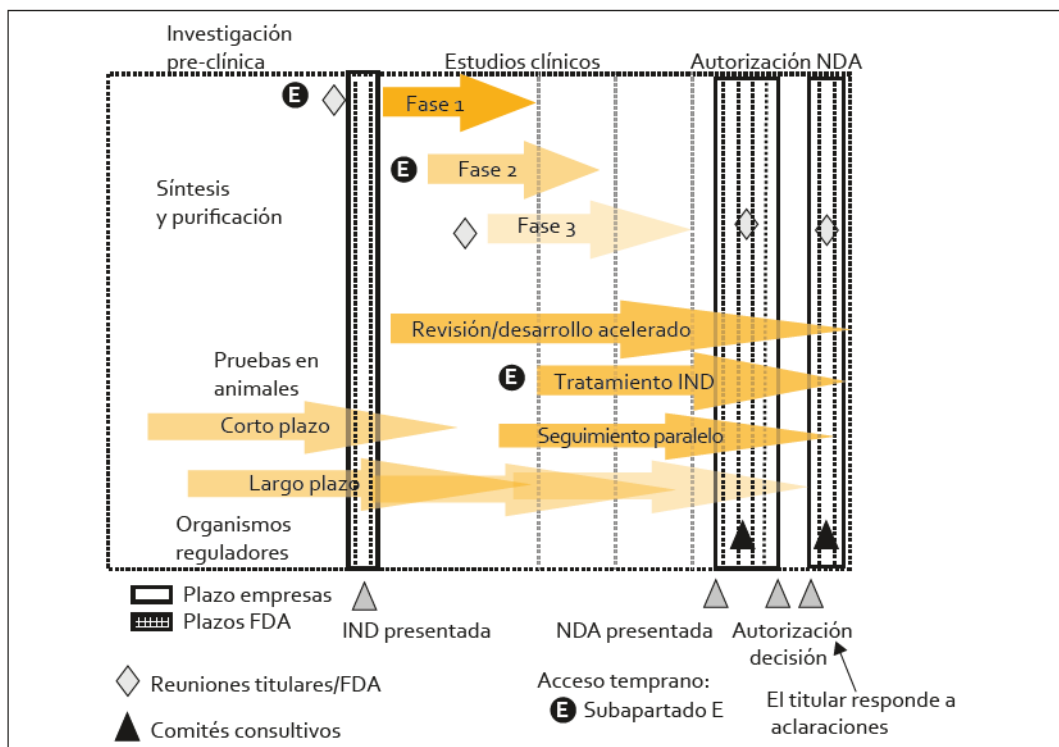 Investigación
pre-clínica
Estudios clínicos
Autorización NDA
E
Fase 1
E
Fase 2
Síntesis
y purificación
Fase 3
Revisión/desarrollo acelerado
Pruebas en
animales
E
Tratamiento IND
Corto plazo
Seguimiento paralelo
Largo plazo
Organismos
reguladores
Plazo empresas
Plazos FDA
IND presentada
NDA presentada
Autorización
decisión
Reuniones titulares/FDA
Comités consultivos
Acceso temprano:
E Subapartado E
El titular responde a
aclaraciones